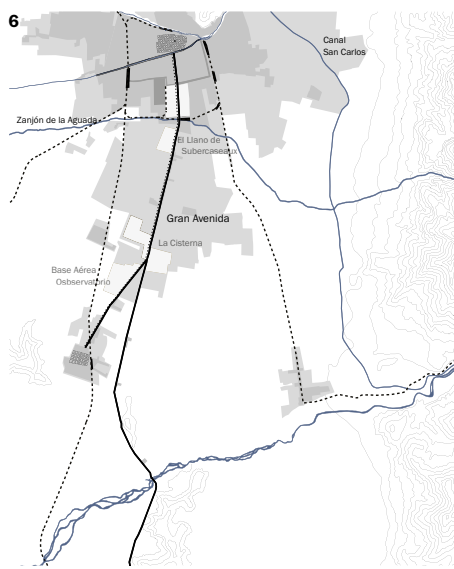 6
Canal
San Carlos
Zanjón de la Aguada
El Llano de
Subercaseaux
Gran Avenida
La Cisterna
Base Aérea
Osbservatorio